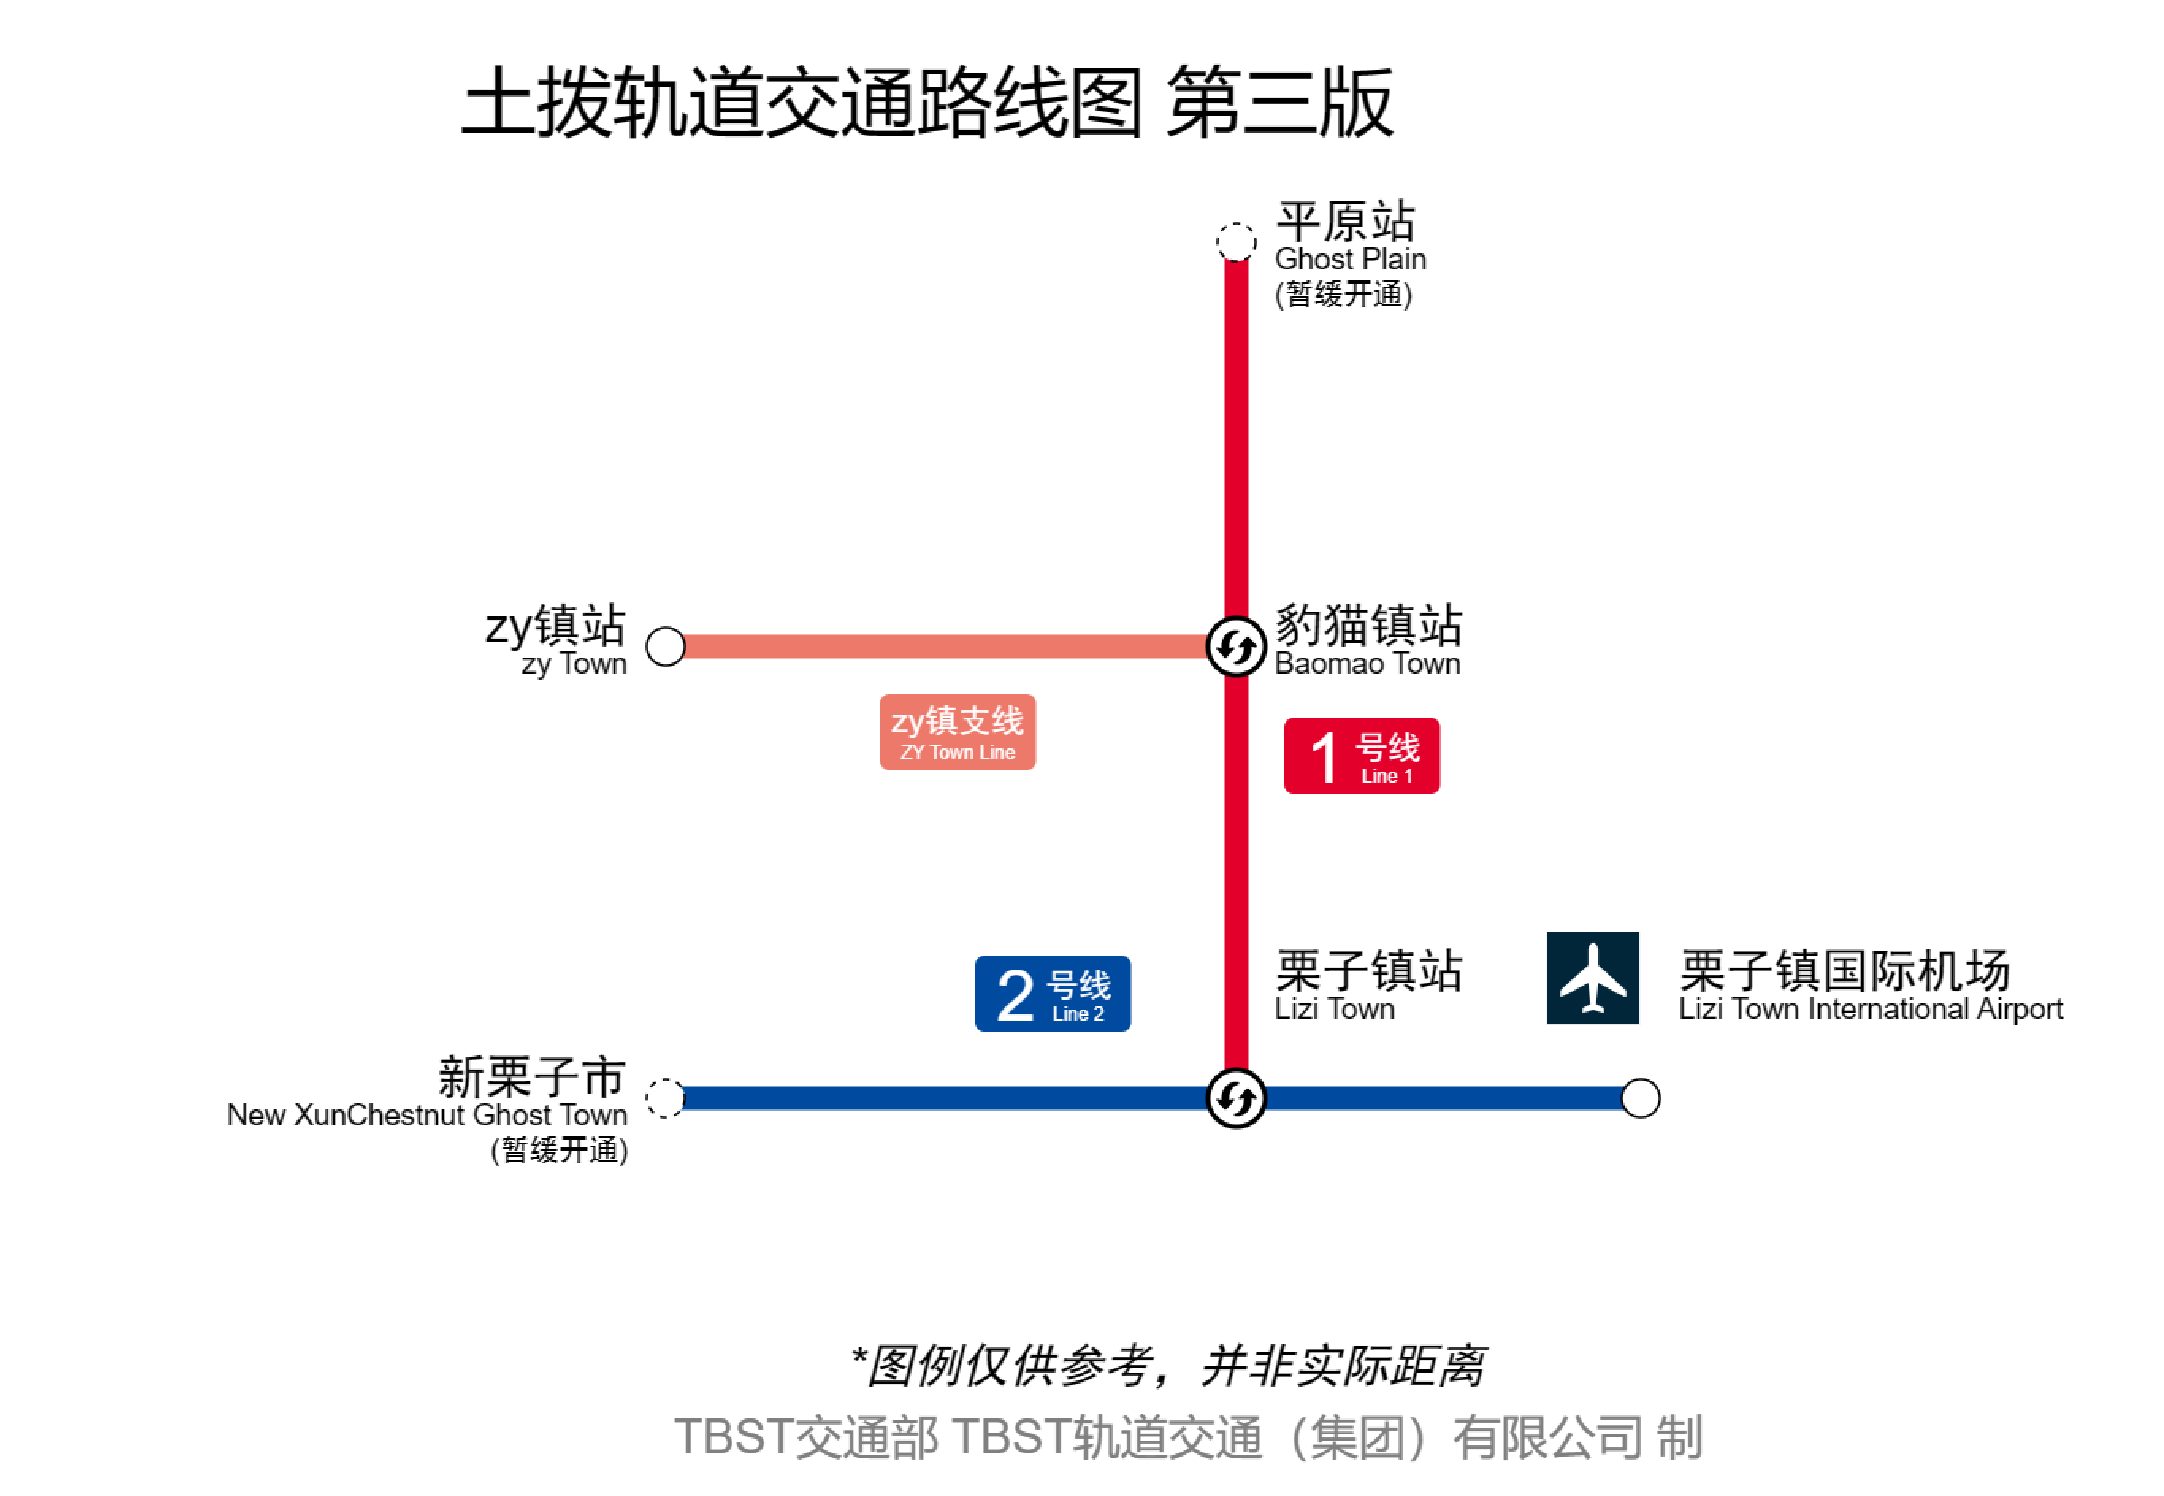 土拨轨道交通路线图 第三版
平原站
Ghost Plain
(暂缓开通)
zy镇站
zy Town
豹猫镇站
Baomao Town
zy镇支线
ZY Town Line
1 号线
Line 1
栗子镇站
Lizi Town
栗子镇国际机场
Lizi Town International Airport
2 号线
Line 2
新栗子市
New XunChestnut Ghost Town
(暂缓开通)
*图例仅供参考，并非实际距离
TBST交通部 TBST轨道交通（集团）有限公司 制